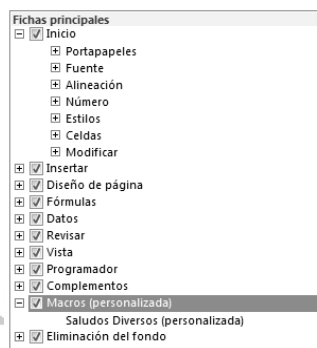 Fichas principales
Inicio
Portapapeles
Fuente
Alineación
Número
Estilos
Celdas
Modificar
Insertar
Diseño de página
Fórmulas
Datos
Revisar
Vista
Programador
Complementos
Macros (personalizada)
Saludos Diversos (personalizada)
Eliminación del fondo